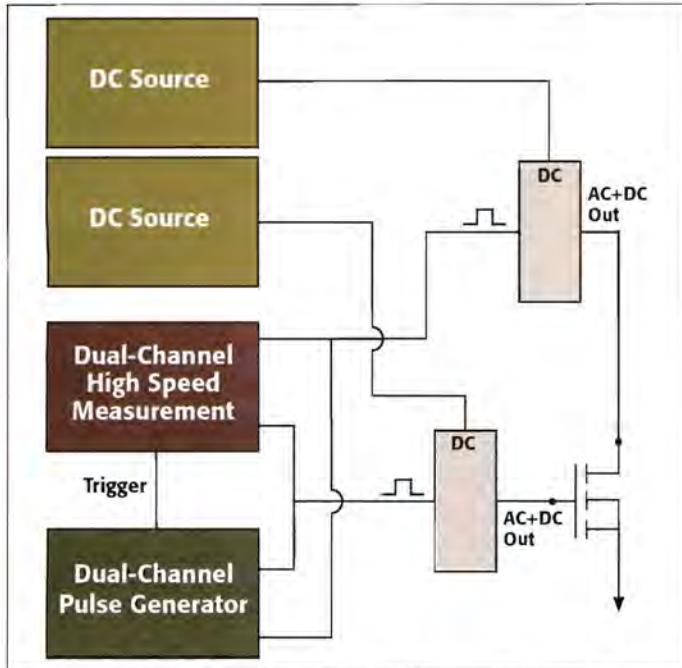 DC Source
DC Source
Dual-Channel
High Speed
Measurement
Trigger
Dual-Channel
Pulse Generator
DC
AC+DC
Out
DC
AC+DC
Out